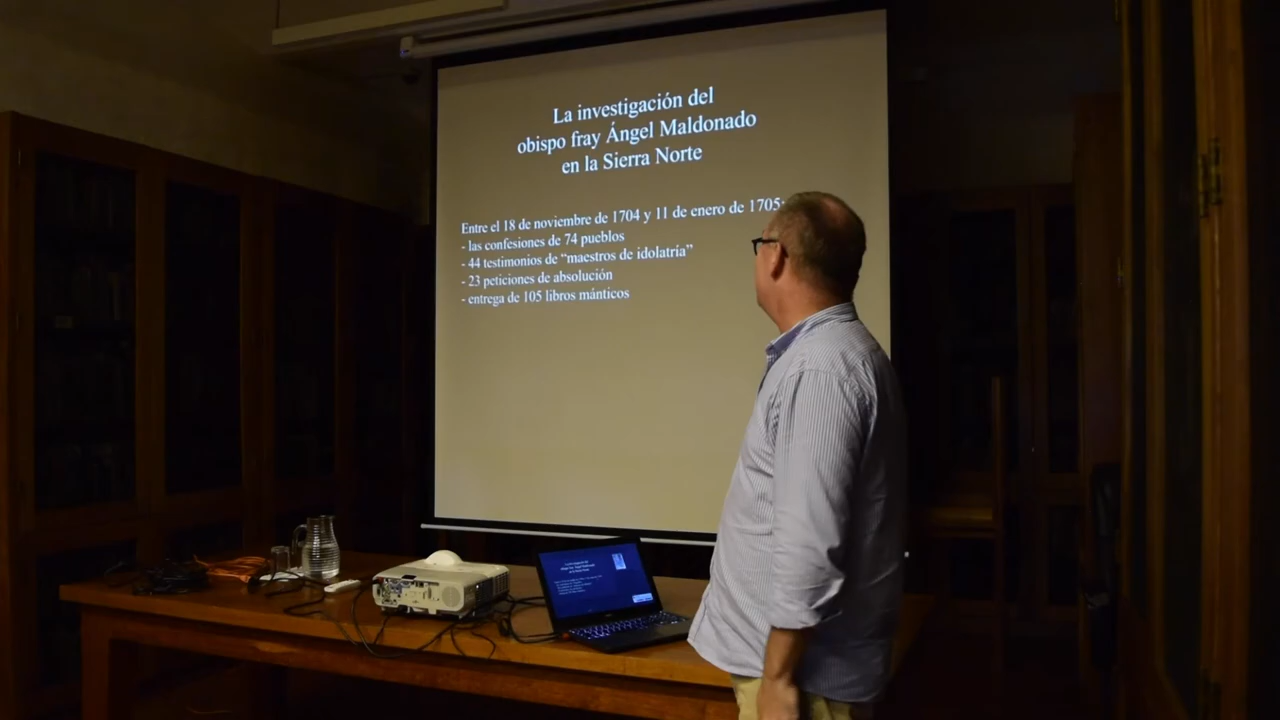 La investigación del
obispo fray Ángel Maldonado
en la Sierra Norte
Entre el 18 de noviembre de 1704 y 11 de enero de 1705:
- las confesiones de 74 pueblos
- 44 testimonios de “maestros de idolatría”
- 23 peticiones de absolución
- entrega de 105 libros mánticos